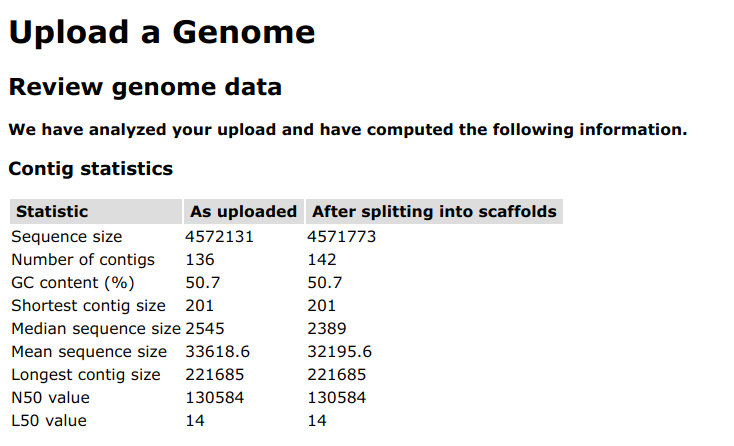 Upload a Genome
Review genome data
We have analyzed your upload and have computed the following information.
Contig statistics
Statistic As uploaded After splitting into scaffolds
Sequence size 4572131 4571773
Number of contigs 136 142
GC content (%) 50.7 50.7
Shortest contig size 201 201
Median sequence size 2545 2389
Mean sequence size 33618.6 32195.6
Longest contig size 221685 221685
N50 value 130584 130584
L50 value 14 14